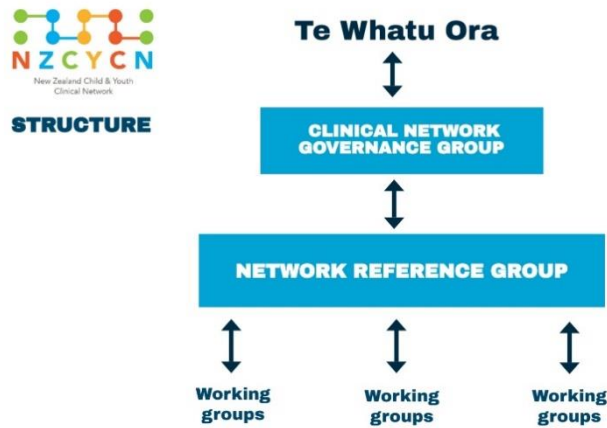 NZCYCN
New Zealand Child & Youth
Clinical Network
STRUCTURE
Te Whatu Ora
CLINICAL NETWORK
GOVERNANCE GROUP
NETWORK REFERENCE GROUP
Working
groups
Working
groups
Working
groups